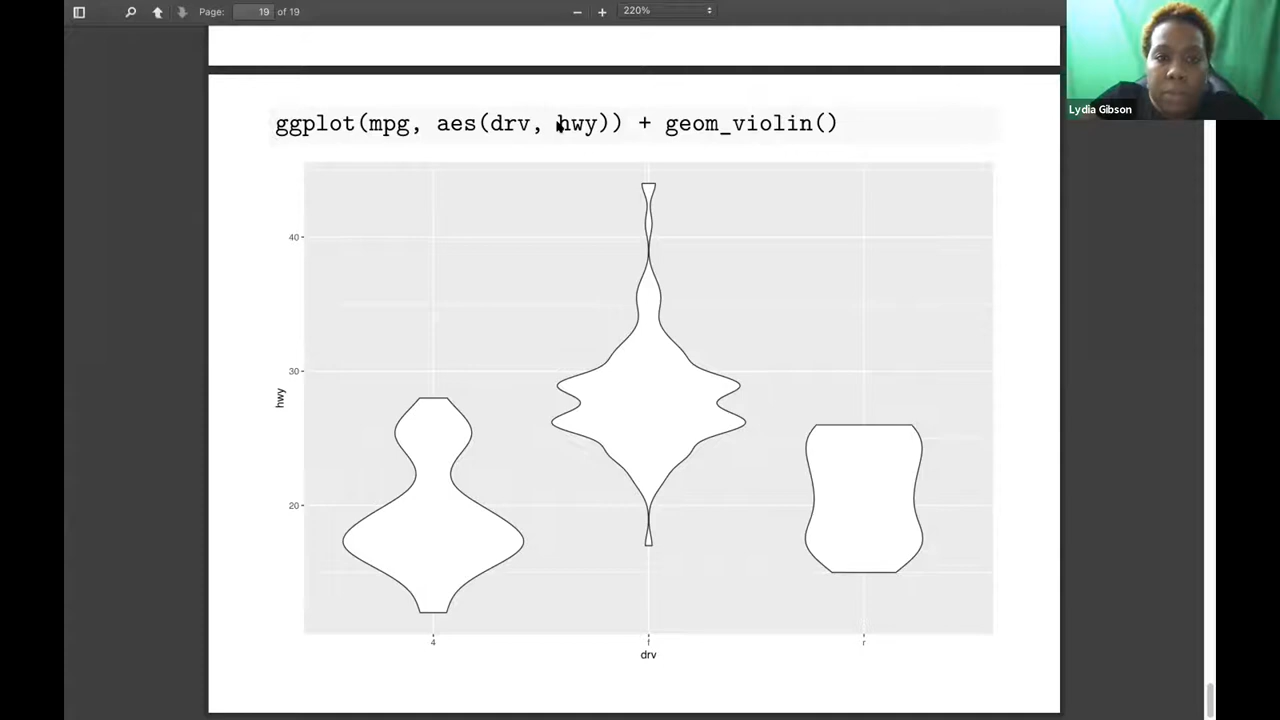 Page: 19 of 19
220%
Lydia Gibson
ggplot(mpg, aes(drv, hwy)) + geom_violin()
40
30
20
hwy
4
f
r
drv